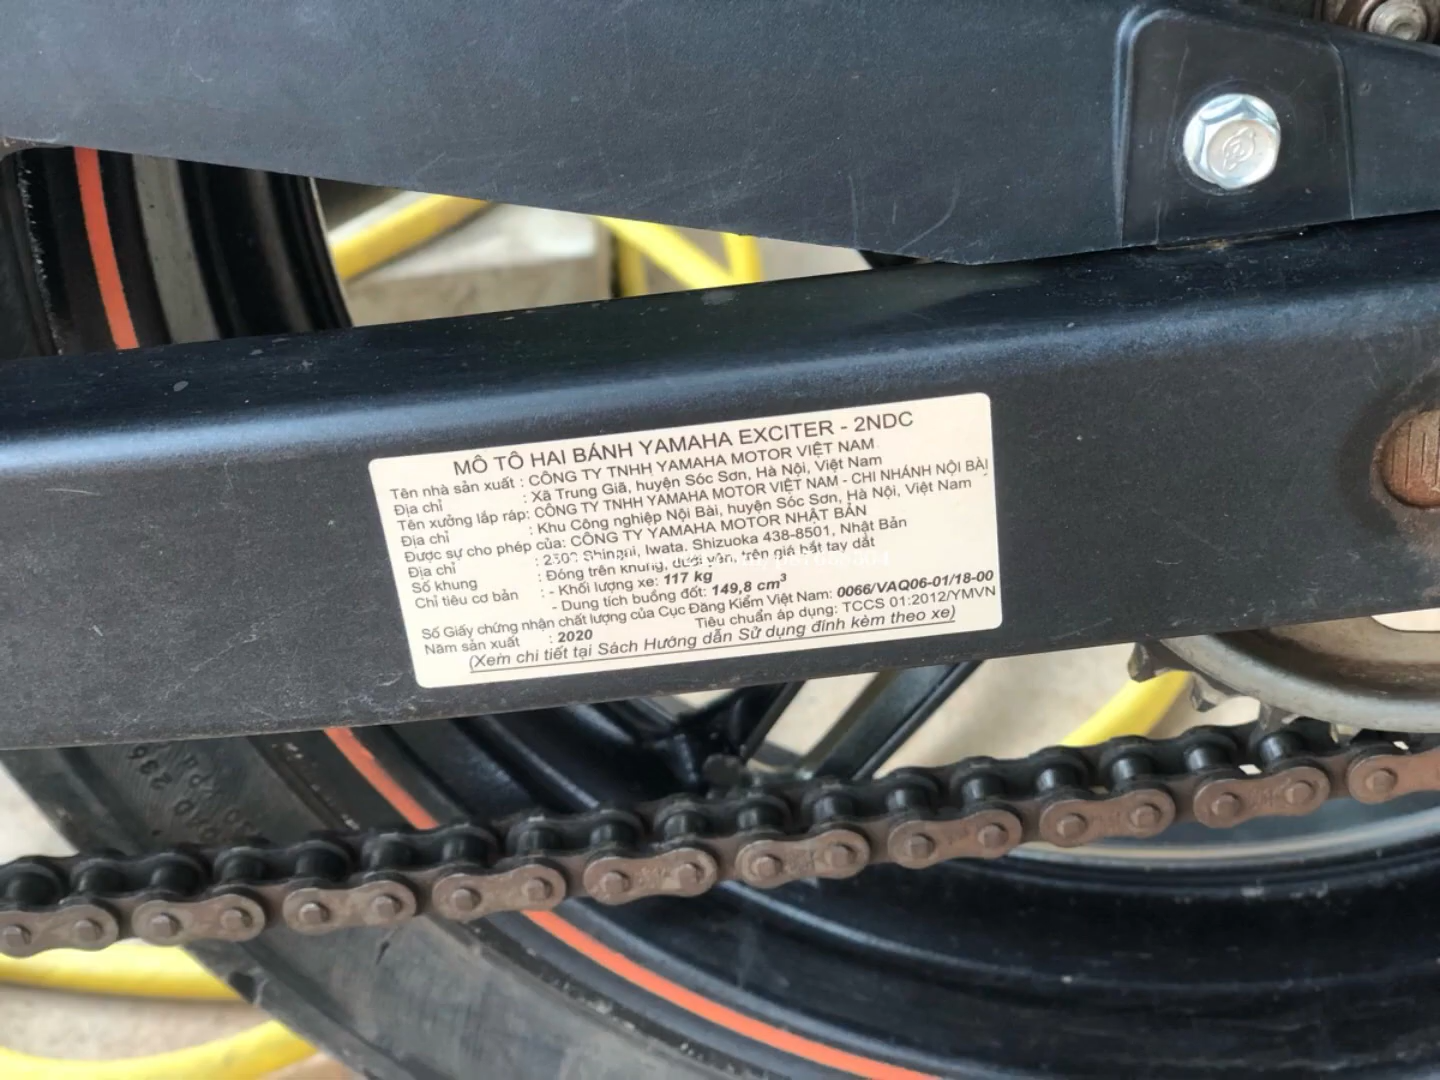 MÔ TÔ HAI BÁNH YAMAHA EXCITER - 2NDC
Tên nhà sản xuất : CÔNG TY TNHH YAMAHA MOTOR VIỆT NAM
Địa chỉ : Xã Trung Giã, huyện Sóc Sơn, Hà Nội, Việt Nam
Tên xưởng lắp ráp: CÔNG TY TNHH YAMAHA MOTOR VIỆT NAM - CHI NHÁNH NỘI BÀI
Địa chỉ : Khu Công nghiệp Nội Bài, huyện Sóc Sơn, Hà Nội, Việt Nam
Được sự cho phép của: CÔNG TY YAMAHA MOTOR NHẬT BẢN
Địa chỉ : 2500 Shingai, Iwata. Shizuoka 438-8501, Nhật Bản
Số khung : Đóng trên khung, dưới yên, trên giá bắt tay dắt
Chỉ tiêu cơ bản : - Khối lượng xe: 117 kg
- Dung tích buồng đốt: 149,8 cm³
Số Giấy chứng nhận chất lượng của Cục Đăng Kiểm Việt Nam: 0066/VAQ06-01/18-00
Năm sản xuất : 2020 Tiêu chuẩn áp dụng: TCCS 01:2012/YMVN
(Xem chi tiết tại Sách Hướng dẫn Sử dụng đính kèm theo xe)